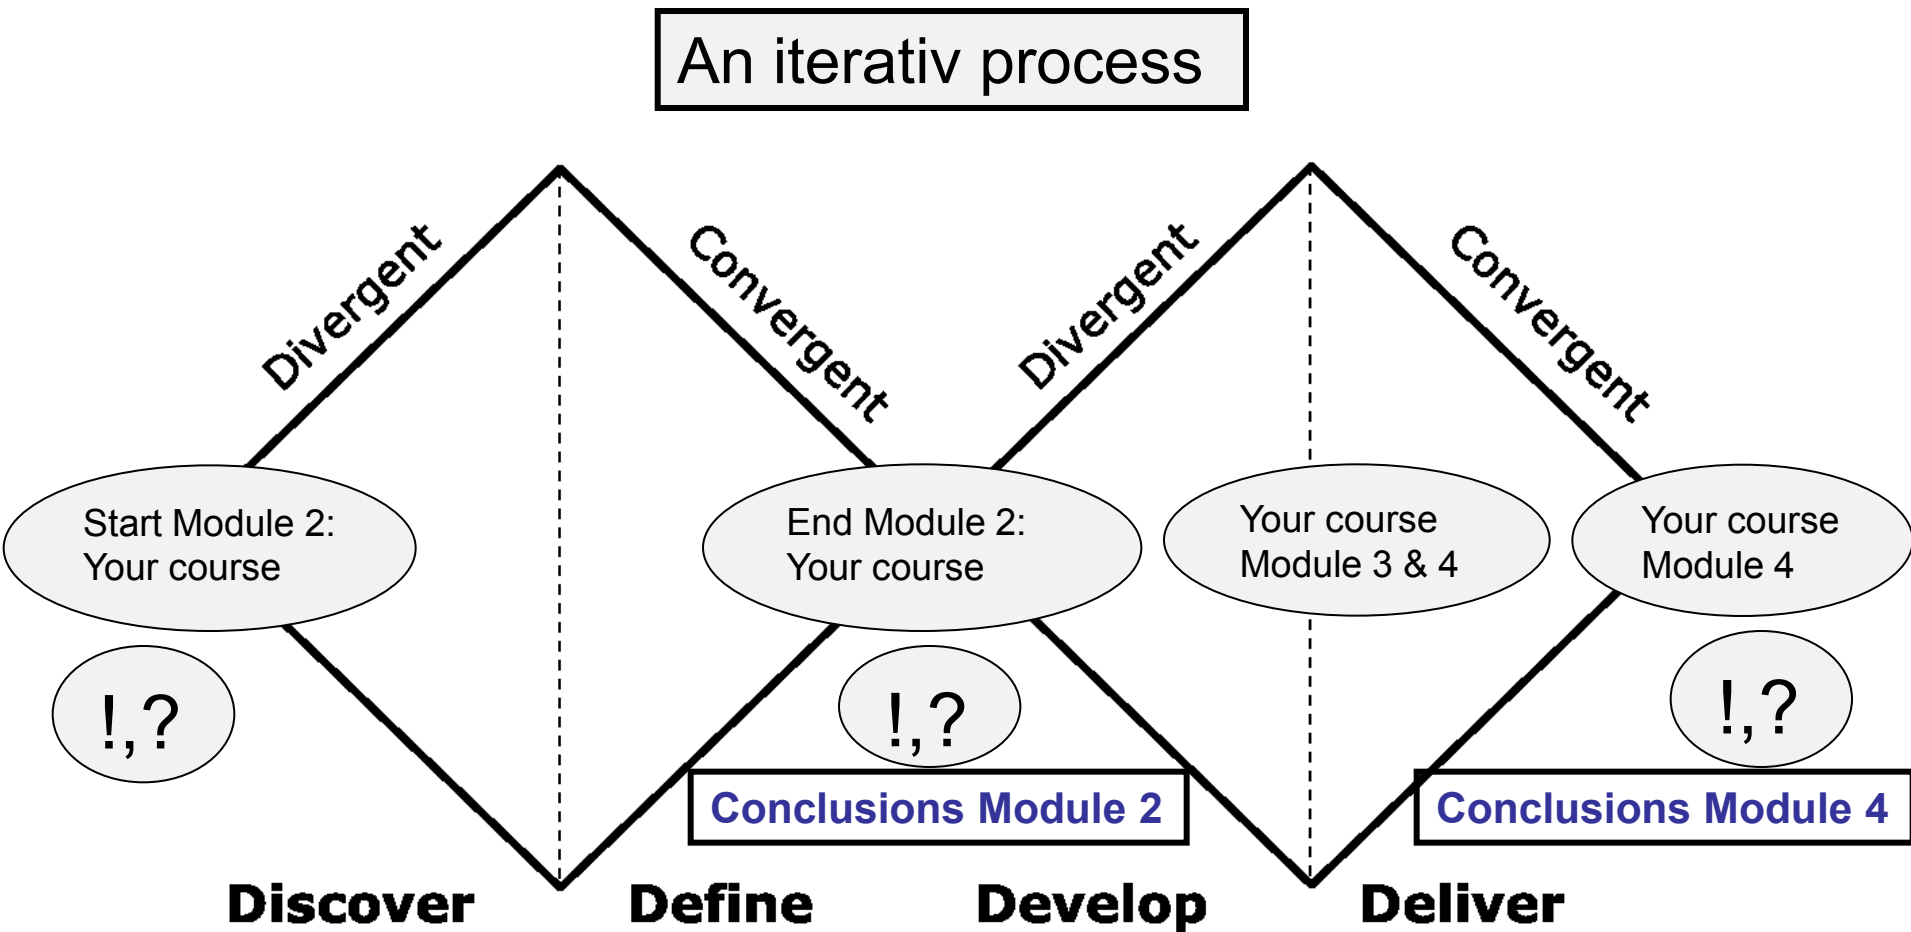 An iterativ process
Divergent
Convergent
Divergent
Convergent
Start Module 2:
Your course
End Module 2:
Your course
Your course
Module 3 & 4
Your course
Module 4
!,?
!,?
!,?
Conclusions Module 2
Conclusions Module 4
Discover
Define
Develop
Deliver